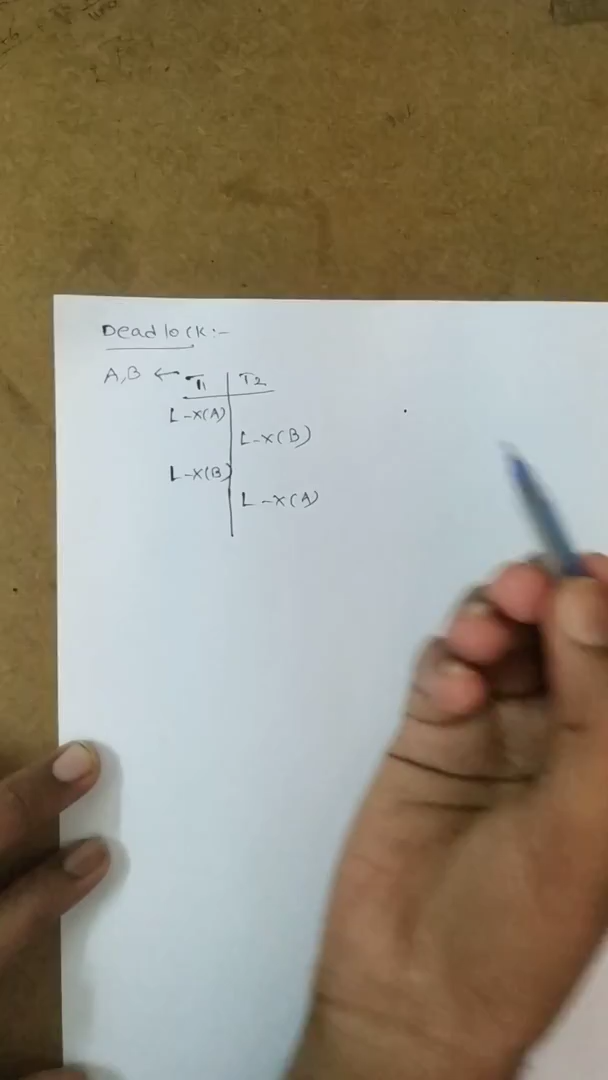 Deadlock:-
A,B ← T1 T2
L-X(A)
L-X(B)
L-X(B)
L-X(A)